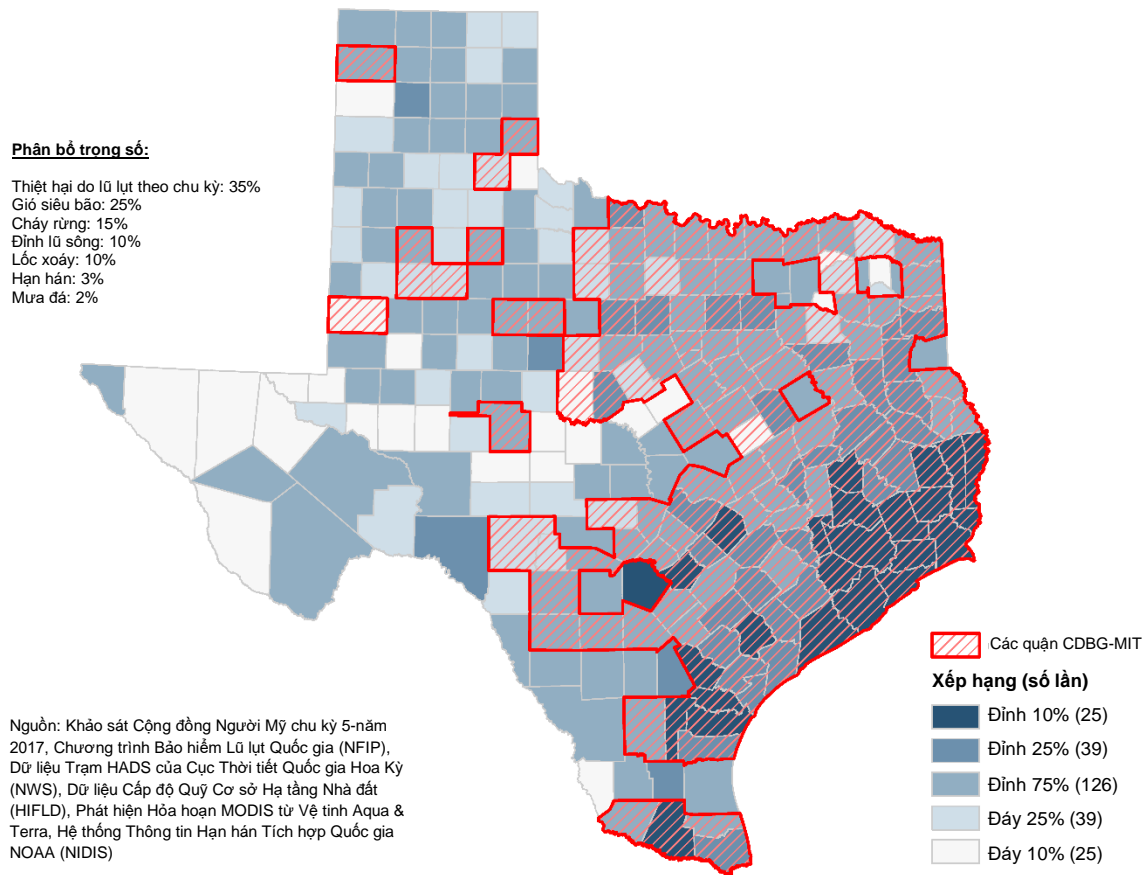 Phân bổ trọng số:
Thiệt hại do lũ lụt theo chu kỳ: 35%
Gió siêu bão: 25%
Cháy rừng: 15%
Đỉnh lũ sông: 10%
Lốc xoáy: 10%
Hạn hán: 3%
Mưa đá: 2%
Các quận CDBG-MIT
Xếp hạng (số lần)
Đỉnh 10% (25)
Đỉnh 25% (39)
Đỉnh 75% (126)
Đáy 25% (39)
Đáy 10% (25)
Nguồn: Khảo sát Cộng đồng Người Mỹ chu kỳ 5-năm
2017, Chương trình Bảo hiểm Lũ lụt Quốc gia (NFIP),
Dữ liệu Trạm HADS của Cục Thời tiết Quốc gia Hoa Kỳ
(NWS), Dữ liệu Cấp độ Quỹ Cơ sở Hạ tầng Nhà đất
(HIFLD), Phát hiện Hỏa hoạn MODIS từ Vệ tinh Aqua &
Terra, Hệ thống Thông tin Hạn hán Tích hợp Quốc gia
NOAA (NIDIS)